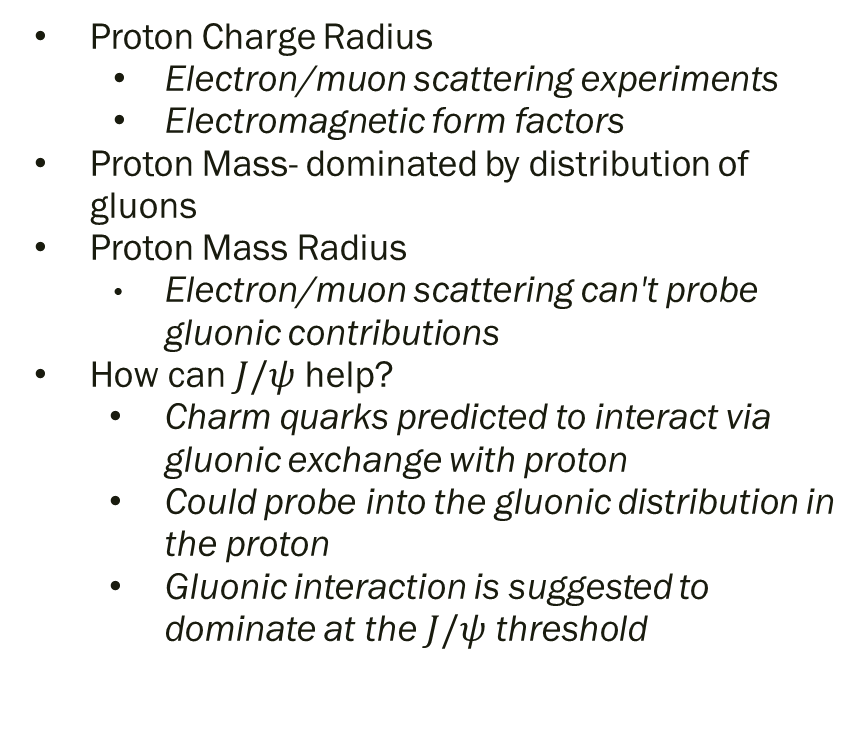 • Proton Charge Radius
• Electron/muon scattering experiments
• Electromagnetic form factors
• Proton Mass- dominated by distribution of
gluons
• Proton Mass Radius
• Electron/muon scattering can't probe
gluonic contributions
• How can J/ψ help?
• Charm quarks predicted to interact via
gluonic exchange with proton
• Could probe into the gluonic distribution in
the proton
• Gluonic interaction is suggested to
dominate at the J/ψ threshold